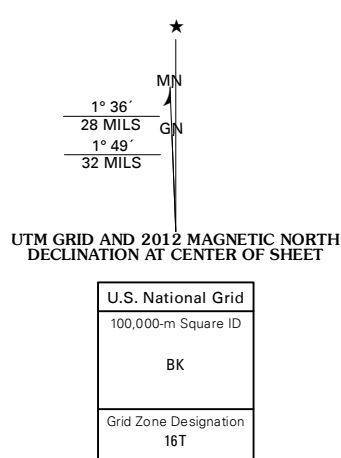 MN
1° 36´
28 MILS
GN
1° 49´
32 MILS
UTM GRID AND 2012 MAGNETIC NORTH
DECLINATION AT CENTER OF SHEET
U.S. National Grid
100,000-m Square ID
BK
Grid Zone Designation
16T